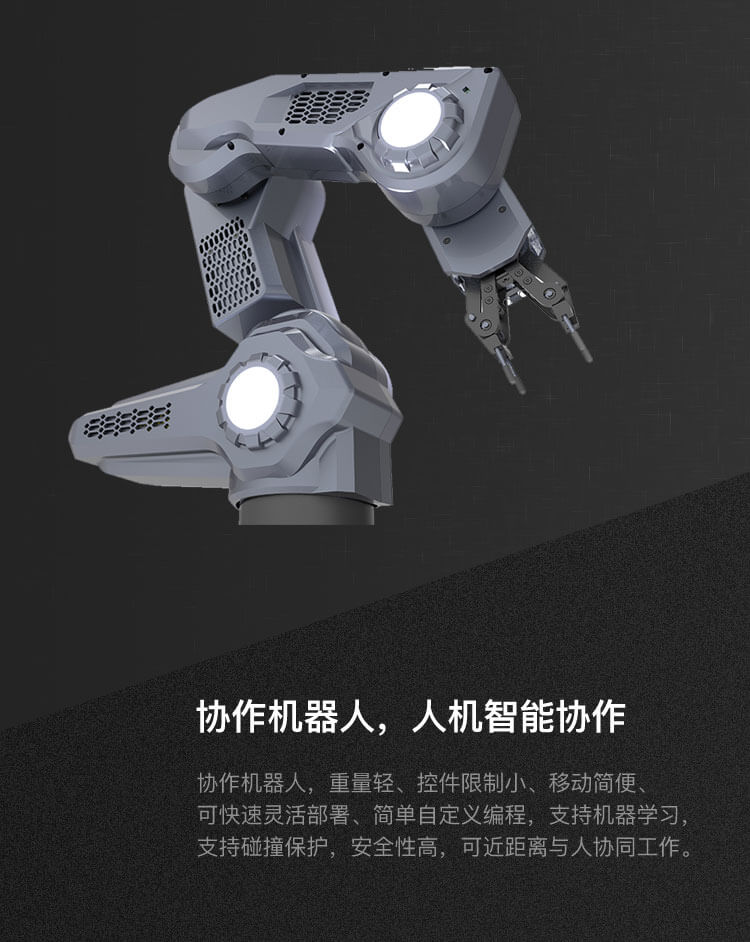 协作机器人，人机智能协作
协作机器人，重量轻、控件限制小、移动简便、
可快速灵活部署、简单自定义编程，支持机器学习，
支持碰撞保护，安全性高，可近距离与人协同工作。